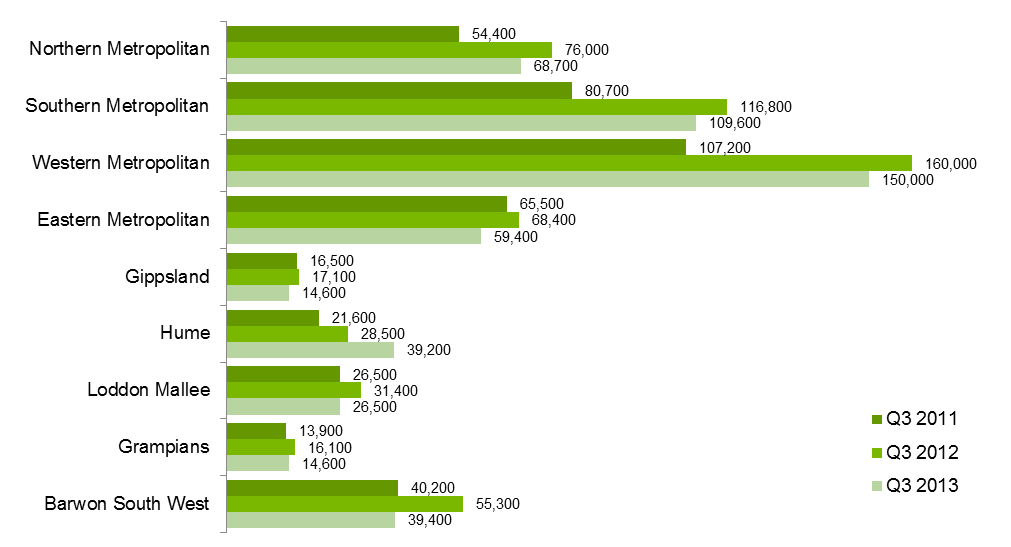 Northern Metropolitan
54,400
76,000
68,700
Southern Metropolitan
80,700
116,800
109,600
Western Metropolitan
107,200
160,000
150,000
Eastern Metropolitan
65,500
68,400
59,400
Gippsland
16,500
17,100
14,600
Hume
21,600
28,500
39,200
Loddon Mallee
26,500
31,400
26,500
Grampians
13,900
16,100
14,600
Barwon South West
40,200
55,300
39,400
Q3 2011
Q3 2012
Q3 2013